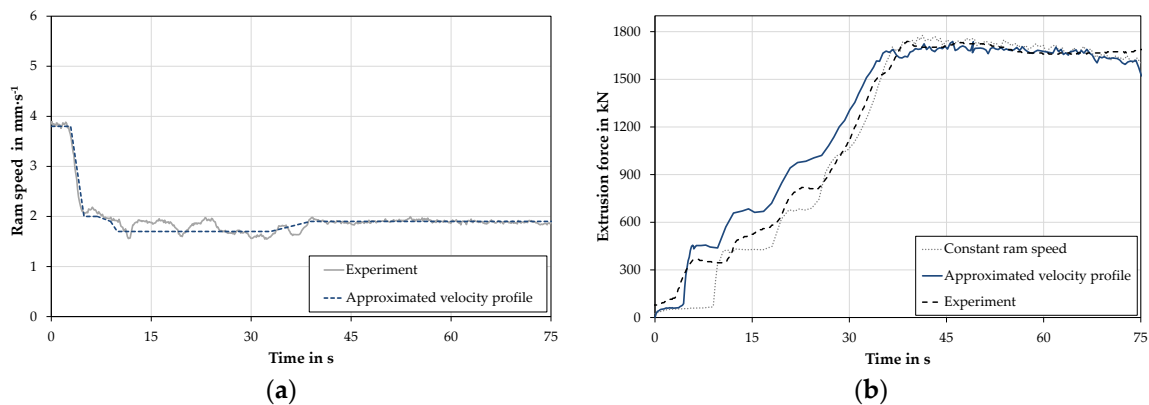 6
5
4
3
2
1
0
Ram speed in mm·s⁻¹
Experiment
Approximated velocity profile
0 15 30 45 60 75
Time in s
(a)
1800
1500
1200
900
600
300
0
Extrusion force in kN
Constant ram speed
Approximated velocity profile
Experiment
0 15 30 45 60 75
Time in s
(b)